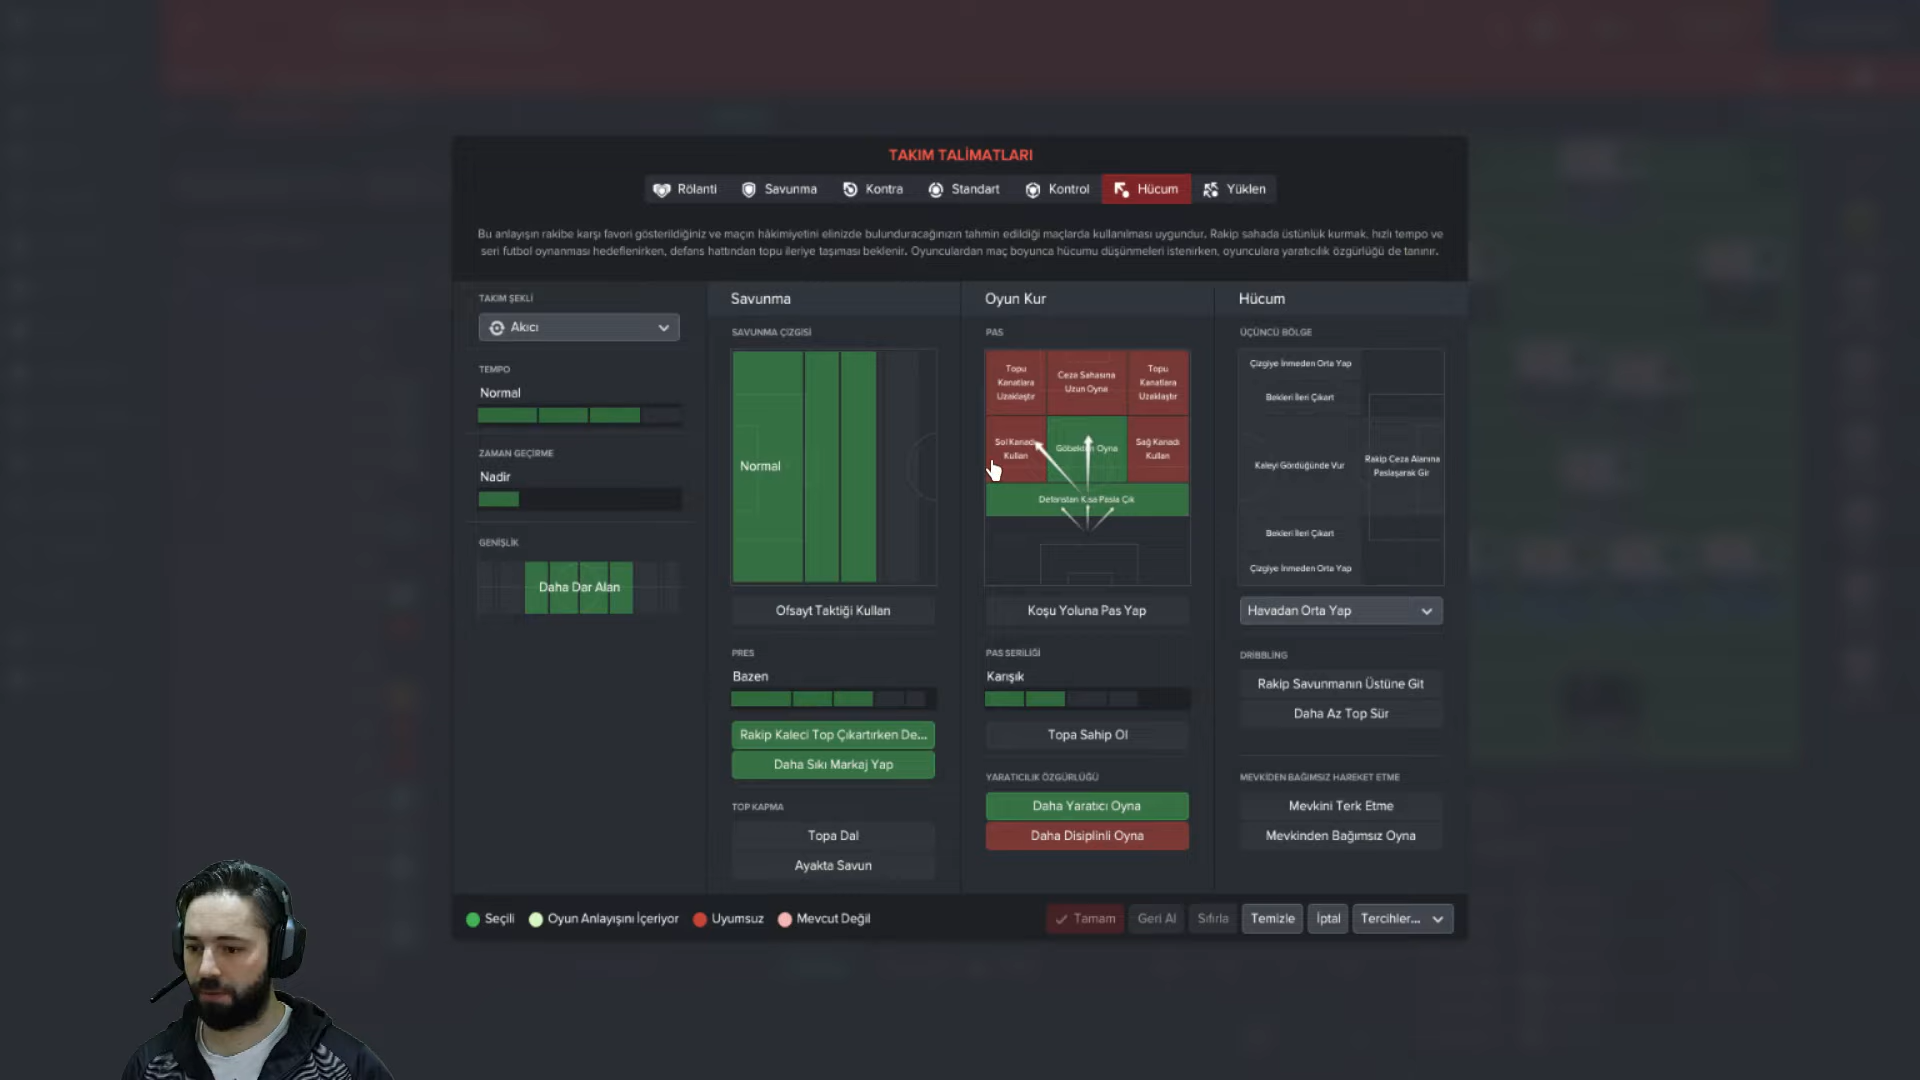 TAKIM TALİMATLARI
Rölanti
Savunma
Kontra
Standart
Kontrol
Hücum
Yüklen
Bu anlayışın rakibe karşı favori gösterildiğiniz ve maçın hâkimiyetini elinizde bulunduracağınızın tahmin edildiği maçlarda kullanılması uygundur. Rakip sahada üstünlük kurmak, hızlı tempo ve
seri futbol oynanması hedeflenirken, defans hattından topu ileriye taşıması beklenir. Oyunculardan maç boyunca hücumu düşünmeleri istenirken, oyunculara yaratıcılık özgürlüğü de tanınır.
TAKIM ŞEKLİ
Akıcı
TEMPO
Normal
ZAMAN GEÇİRME
Nadir
GENİŞLİK
Daha Dar Alan
Savunma
SAVUNMA ÇİZGİSİ
Normal
Ofsayt Taktiği Kullan
PRES
Bazen
Rakip Kaleci Top Çıkartırken De...
Daha Sıkı Markaj Yap
TOP KAPMA
Topa Dal
Ayakta Savun
Oyun Kur
PAS
Topu
Kanatlara
Uzaklaştır
Ceza Sahasına
Uzun Oyna
Topu
Kanatlara
Uzaklaştır
Sol Kanadı
Kullan
Göbekten Oyna
Sağ Kanadı
Kullan
Defanstan Kısa Pasla Çık
Koşu Yoluna Pas Yap
PAS SERİLİĞİ
Karışık
Topa Sahip Ol
YARATICILIK ÖZGÜRLÜĞÜ
Daha Yaratıcı Oyna
Daha Disiplinli Oyna
Hücum
ÜÇÜNCÜ BÖLGE
Çizgiye İnmeden Orta Yap
Bekleri İleri Çıkart
Kaleyi Gördüğünde Vur
Rakip Ceza Alanına
Paslaşarak Gir
Bekleri İleri Çıkart
Çizgiye İnmeden Orta Yap
Havadan Orta Yap
DRIBBLING
Rakip Savunmanın Üstüne Git
Daha Az Top Sür
MEVKİDEN BAĞIMSIZ HAREKET ETME
Mevkini Terk Etme
Mevkinden Bağımsız Oyna
Seçili
Oyun Anlayışını İçeriyor
Uyumsuz
Mevcut Değil
Tamam
Geri Al
Sıfırla
Temizle
İptal
Tercihler...